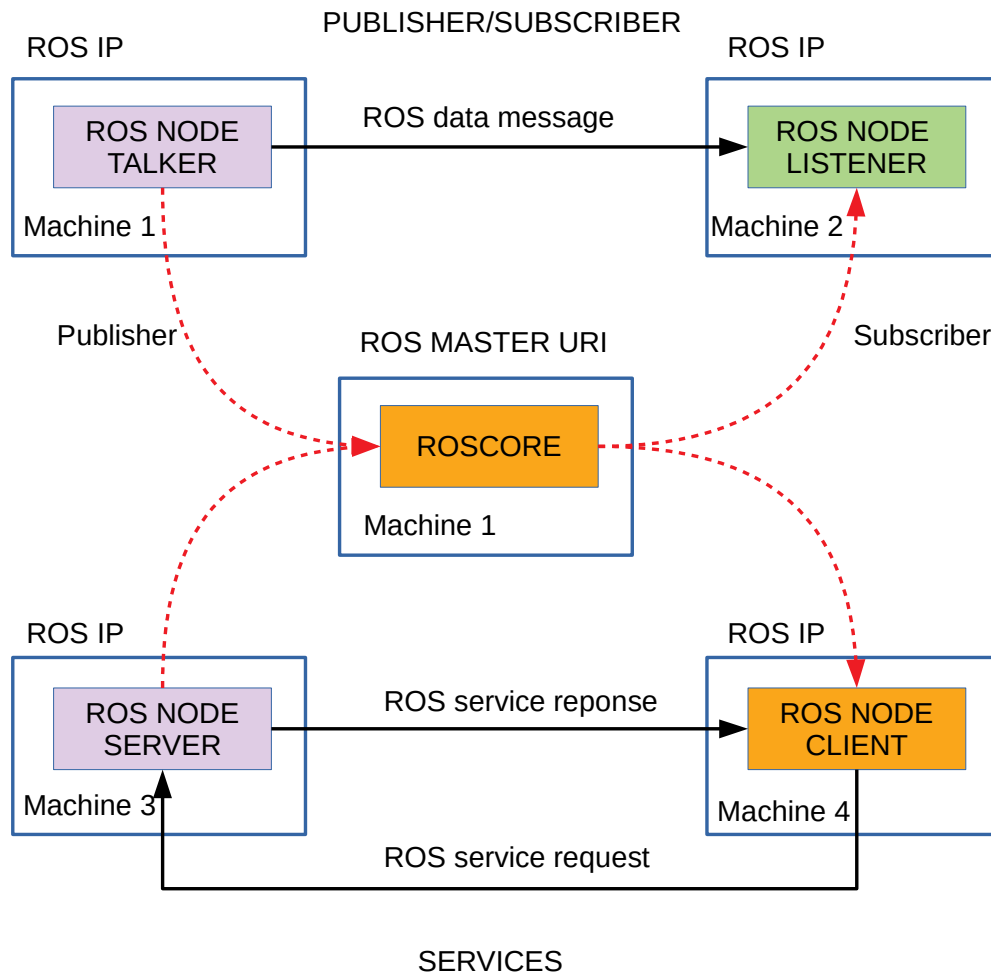 PUBLISHER/SUBSCRIBER
ROS IP
ROS IP
ROS NODE
TALKER
ROS data message
ROS NODE
LISTENER
Machine 1
Machine 2
Publisher
ROS MASTER URI
Subscriber
ROSCORE
Machine 1
ROS IP
ROS IP
ROS NODE
SERVER
ROS service reponse
ROS NODE
CLIENT
Machine 3
Machine 4
ROS service request
SERVICES